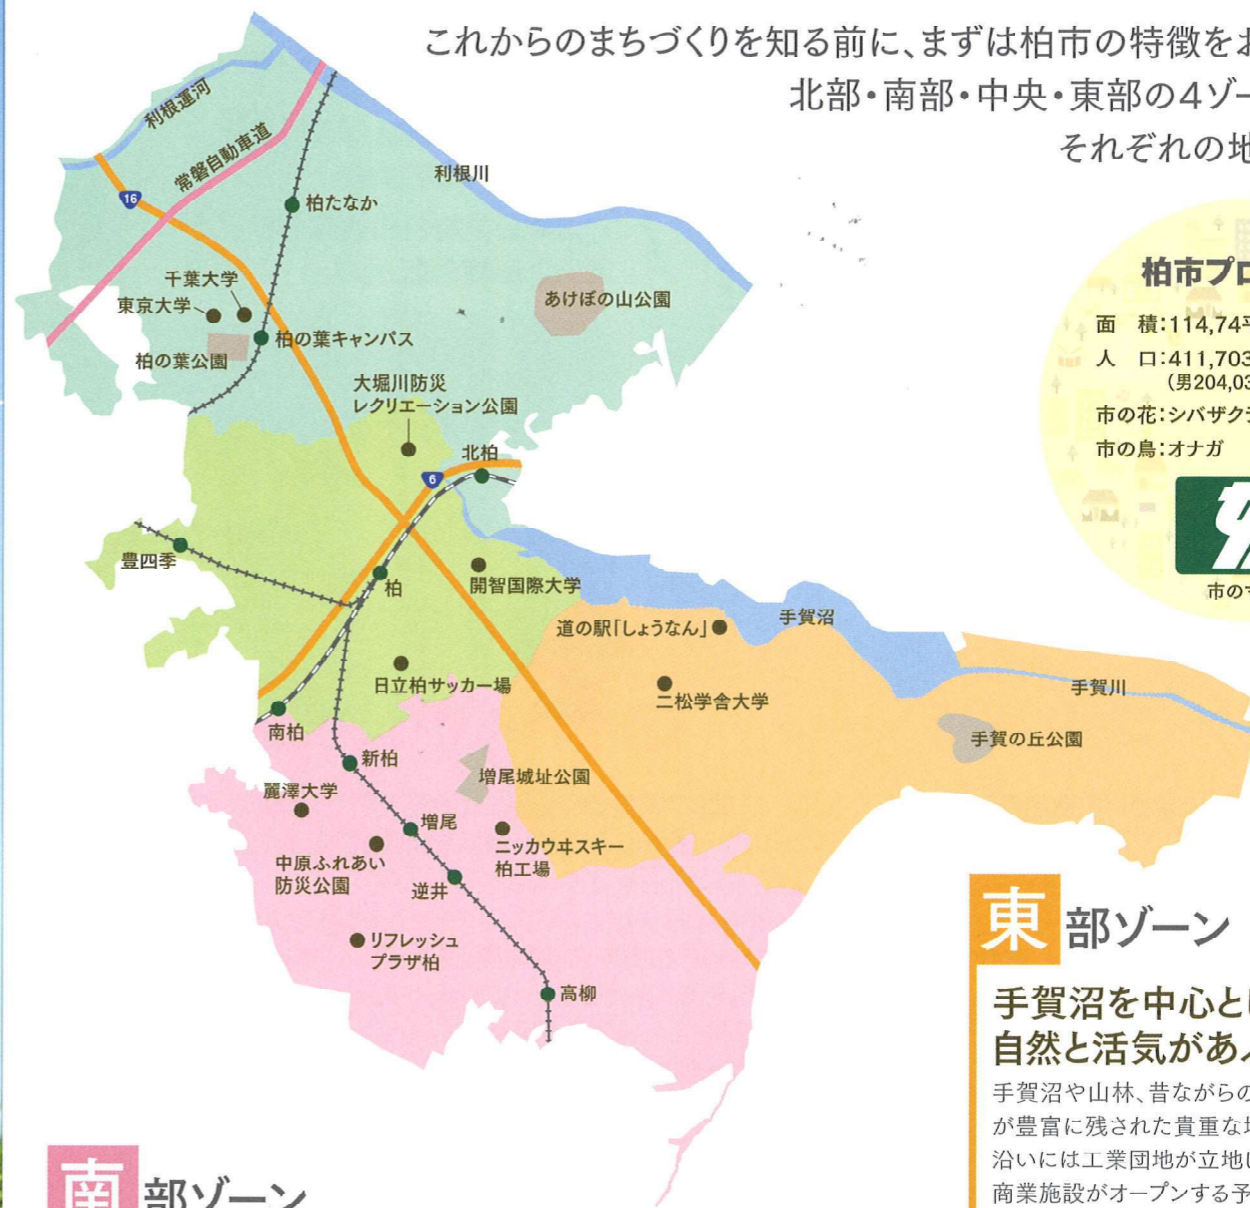 これからのまちづくりを知る前に、まずは柏市の特徴を
北部・南部・中央・東部の4ゾー
それぞれの地
利根運河
常磐自動車道
16
利根川
柏たなか
千葉大学
東京大学
あけぼの山公園
柏の葉キャンパス
柏の葉公園
大堀川防災
レクリエーション公園
北柏
6
豊四季
柏
開智国際大学
道の駅「しょうなん」
手賀沼
日立柏サッカー場
二松学舎大学
手賀川
南柏
手賀の丘公園
新柏
増尾城址公園
麗澤大学
増尾
ニッカウヰスキー
柏工場
中原ふれあい
防災公園
逆井
リフレッシュ
プラザ柏
高柳
柏市プロ
面 積:114,74平
人 口:411,703
(男204,03
市の花:シバザクラ
市の鳥:オナガ
市のマ
東部ゾーン
手賀沼を中心と
自然と活気があ
手賀沼や山林、昔ながらの
が豊富に残された貴重な
沿いには工業団地が立地し
商業施設がオープンする予
南部ゾーン